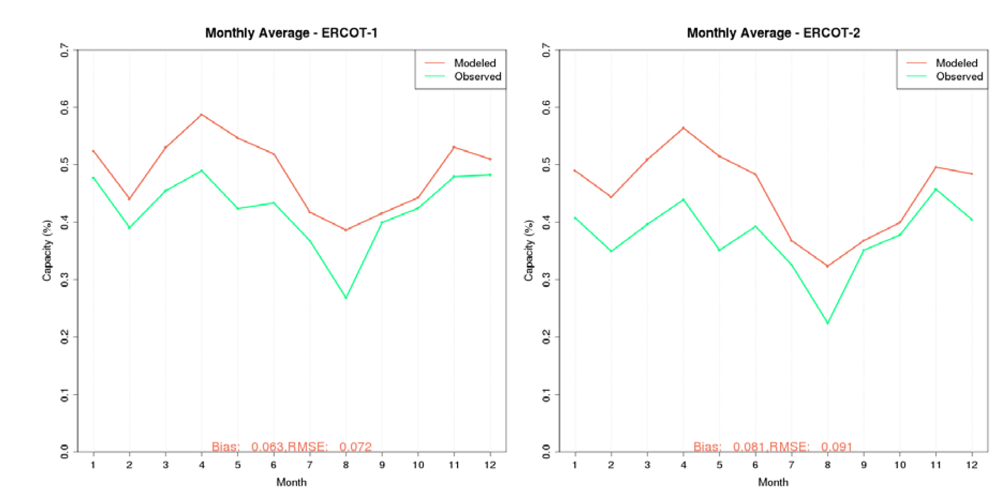 Monthly Average - ERCOT-1
Modeled
Observed
Capacity (%)
0.7
0.6
0.5
0.4
0.3
0.2
0.1
0.0
Bias: 0.063,RMSE: 0.072
1 2 3 4 5 6 7 8 9 10 11 12
Month
Monthly Average - ERCOT-2
Modeled
Observed
Capacity (%)
0.7
0.6
0.5
0.4
0.3
0.2
0.1
0.0
Bias: 0.081,RMSE: 0.091
1 2 3 4 5 6 7 8 9 10 11 12
Month